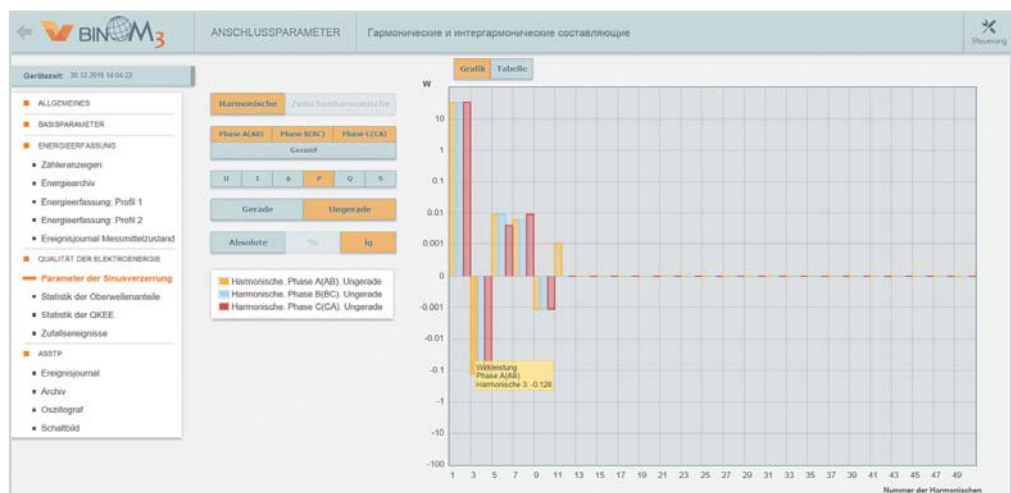 BINOM3
ANSCHLUSSPARAMETER
Гармонические и интергармонические составляющие
Steuerung
Gerätezeit: 30.12.2016 14:04:22
ALLGEMEINES
BASISPARAMETER
ENERGIEERFASSUNG
Zähleranzeigen
Energiearchiv
Energieerfassung: Profil 1
Energieerfassung: Profil 2
Ereignisjournal Messmittelzustand
QUALITÄT DER ELEKTROENERGIE
Parameter der Sinusverzerrung
Statistik der Oberwellenanteile
Statistik der QKEE
Zufallsereignisse
ASSTP
Ereignisjournal
Archiv
Oszillograf
Schaltbild
Harmonische Zwischenharmonische
Phase A(AB) Phase B(BC) Phase C(CA)
Gesamt
U I φ P Q S
Gerade Ungerade
Absolute % lg
Harmonische. Phase A(AB). Ungerade
Harmonische. Phase B(BC). Ungerade
Harmonische. Phase C(CA). Ungerade
Grafik Tabelle
W
10
1
0.1
0.01
0.001
0
-0.001
-0.01
-0.1
-1
-10
-100
Wirkleistung
Phase A(AB)
Harmonische 3: -0.128
1 3 5 7 9 11 13 15 17 19 21 23 25 27 29 31 33 35 37 39 41 43 45 47 49
Nummer der Harmonischen